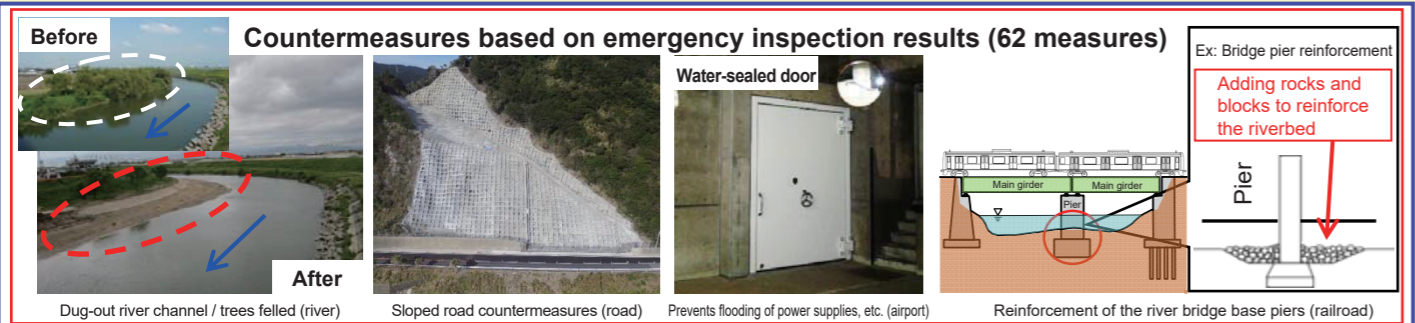 Countermeasures based on emergency inspection results (62 measures)
Before
After
Dug-out river channel / trees felled (river)
Sloped road countermeasures (road)
Water-sealed door
Prevents flooding of power supplies, etc. (airport)
Main girder
Main girder
Pier
Ex: Bridge pier reinforcement
Adding rocks and
blocks to reinforce
the riverbed
Pier
Reinforcement of the river bridge base piers (railroad)